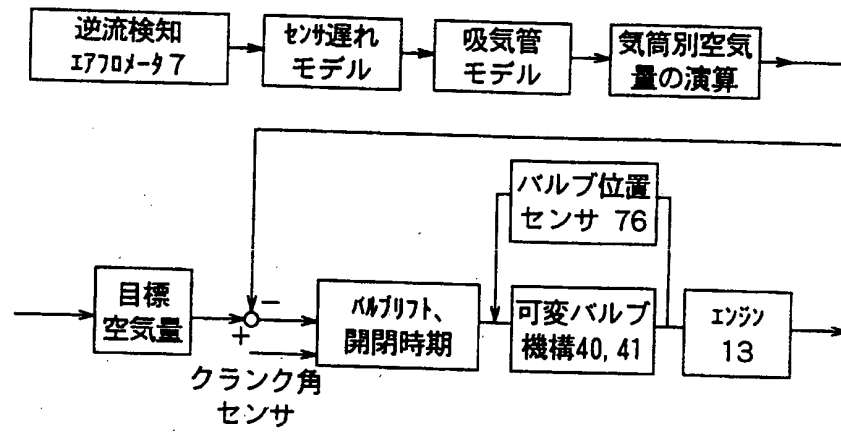 逆流検知
エアフロメータ7
センサ遅れ
モデル
吸気管
モデル
気筒別空気
量の演算
バルブ位置
センサ 76
目標
空気量
−
+
バルブリフト、
開閉時期
可変バルブ
機構40, 41
エンジン
13
クランク角
センサ